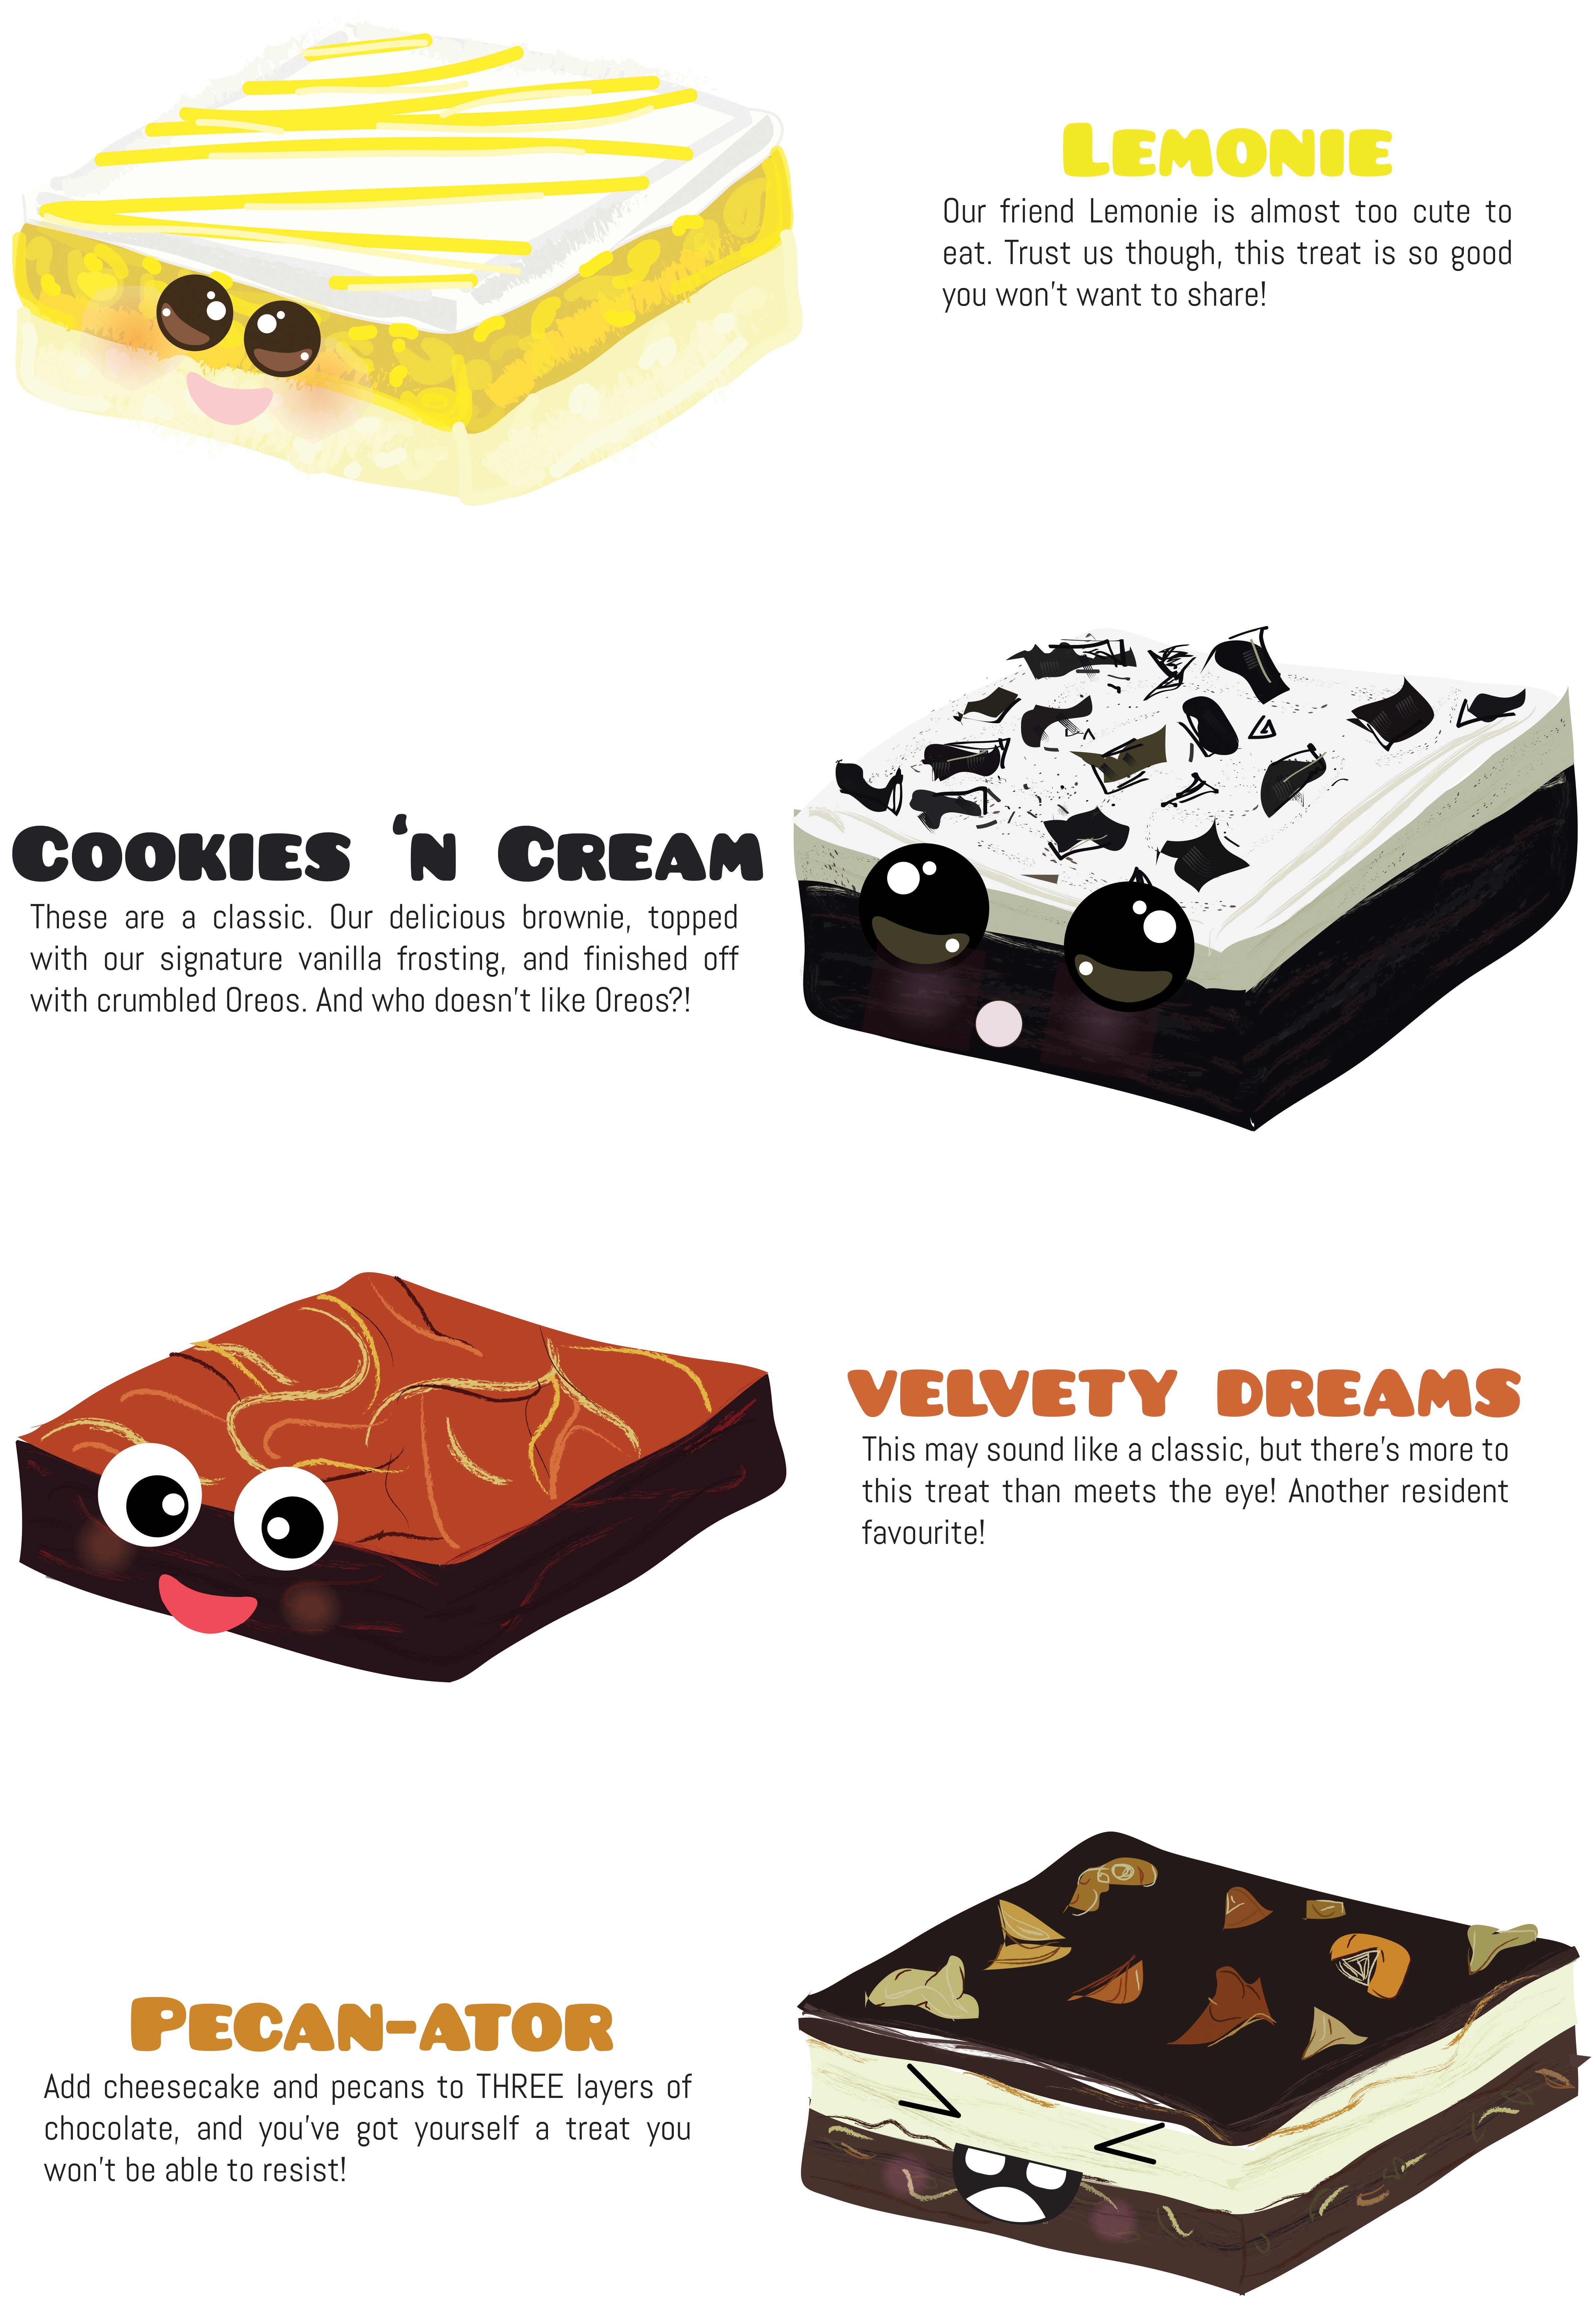 LEMONIE
Our friend Lemonie is almost too cute to
eat. Trust us though, this treat is so good
you won't want to share!
COOKIES ‘N CREAM
These are a classic. Our delicious brownie, topped
with our signature vanilla frosting, and finished off
with crumbled Oreos. And who doesn't like Oreos?!
VELVETY DREAMS
This may sound like a classic, but there's more to
this treat than meets the eye! Another resident
favourite!
PECAN-ATOR
Add cheesecake and pecans to THREE layers of
chocolate, and you've got yourself a treat you
won't be able to resist!